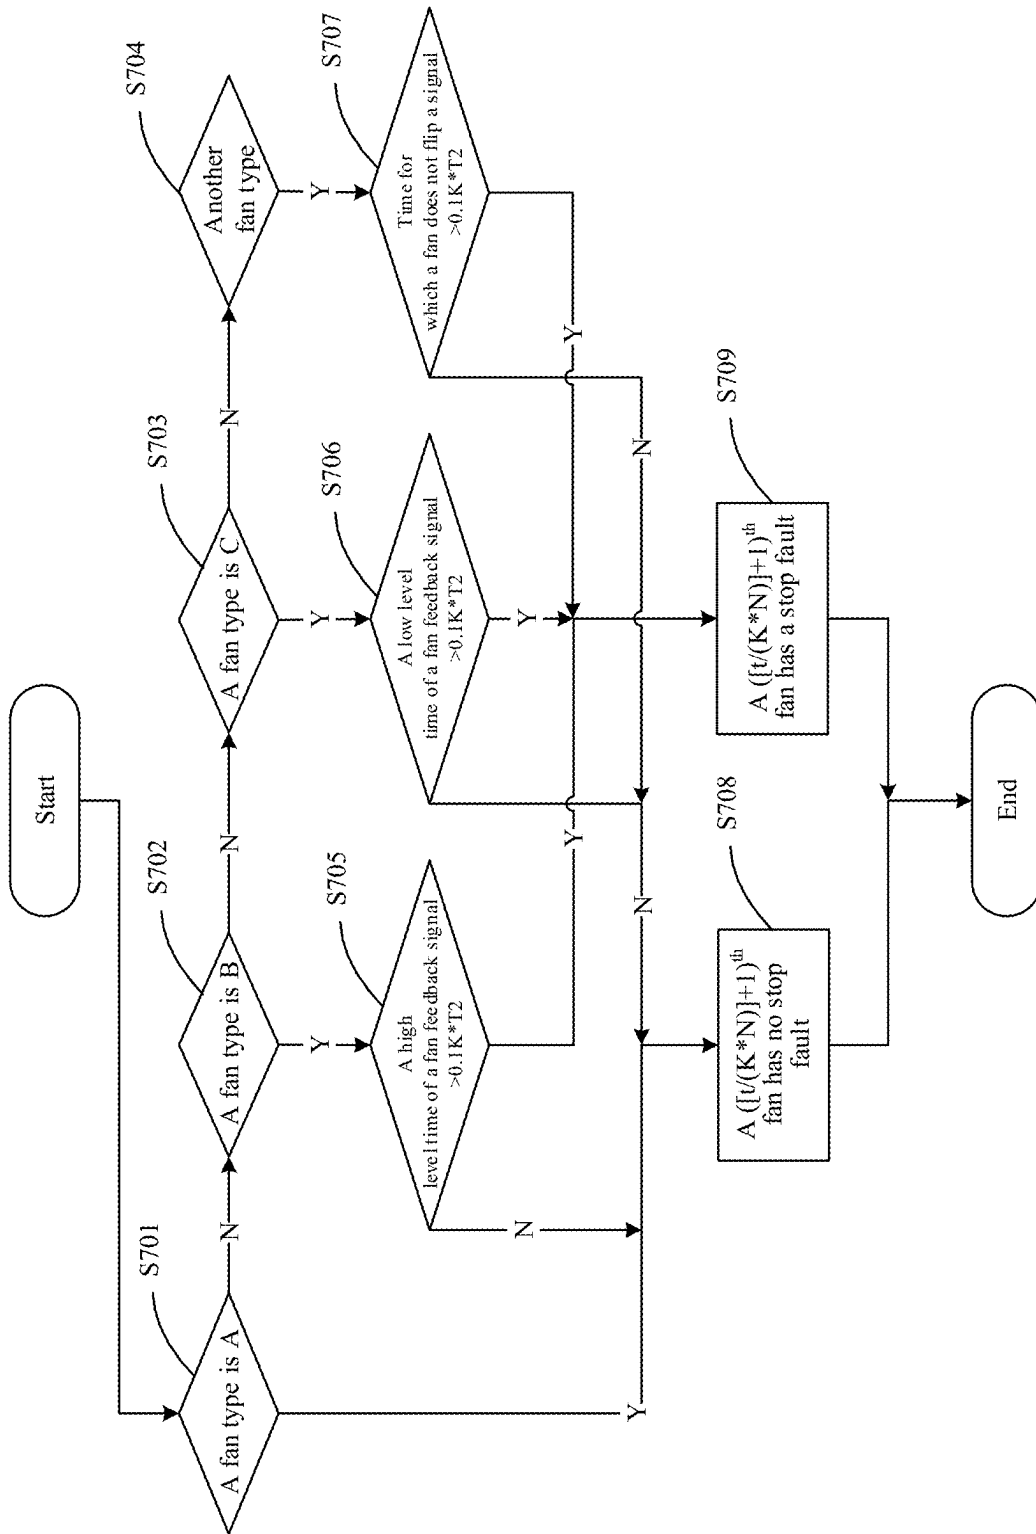 Start
S701
A fan type is A
Y
N
S702
A fan type is B
Y
N
S703
A fan type is C
Y
N
S704
Another
fan type
Y
S705
A high
level time of a fan feedback signal
>0.1K*T2
N
Y
S706
A low level
time of a fan feedback signal
>0.1K*T2
N
Y
S707
Time for
which a fan does not flip a signal
>0.1K*T2
N
Y
S708
A ([t/(K*N)]+1)th
fan has no stop
fault
S709
A ([t/(K*N)]+1)th
fan has a stop fault
End